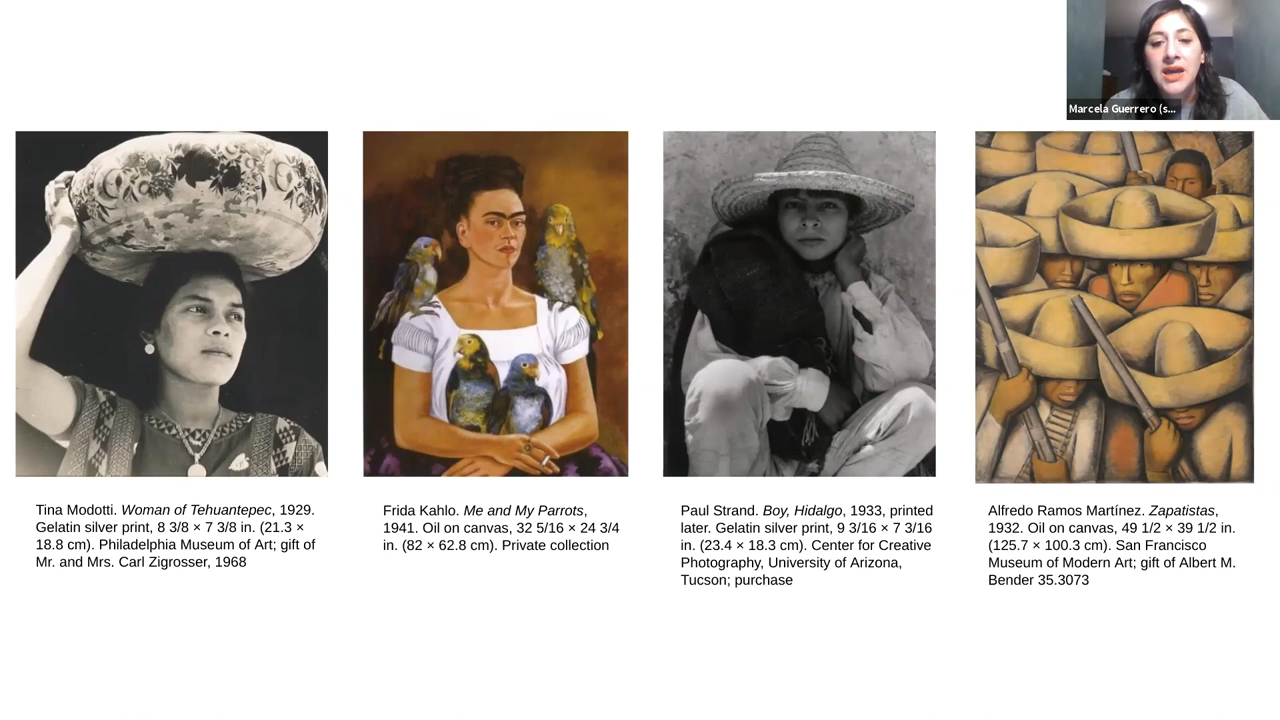 Marcela Guerrero (s...
Tina Modotti. Woman of Tehuantepec, 1929.
Gelatin silver print, 8 3/8 × 7 3/8 in. (21.3 ×
18.8 cm). Philadelphia Museum of Art; gift of
Mr. and Mrs. Carl Zigrosser, 1968
Frida Kahlo. Me and My Parrots,
1941. Oil on canvas, 32 5/16 × 24 3/4
in. (82 × 62.8 cm). Private collection
Paul Strand. Boy, Hidalgo, 1933, printed
later. Gelatin silver print, 9 3/16 × 7 3/16
in. (23.4 × 18.3 cm). Center for Creative
Photography, University of Arizona,
Tucson; purchase
Alfredo Ramos Martínez. Zapatistas,
1932. Oil on canvas, 49 1/2 × 39 1/2 in.
(125.7 × 100.3 cm). San Francisco
Museum of Modern Art; gift of Albert M.
Bender 35.3073